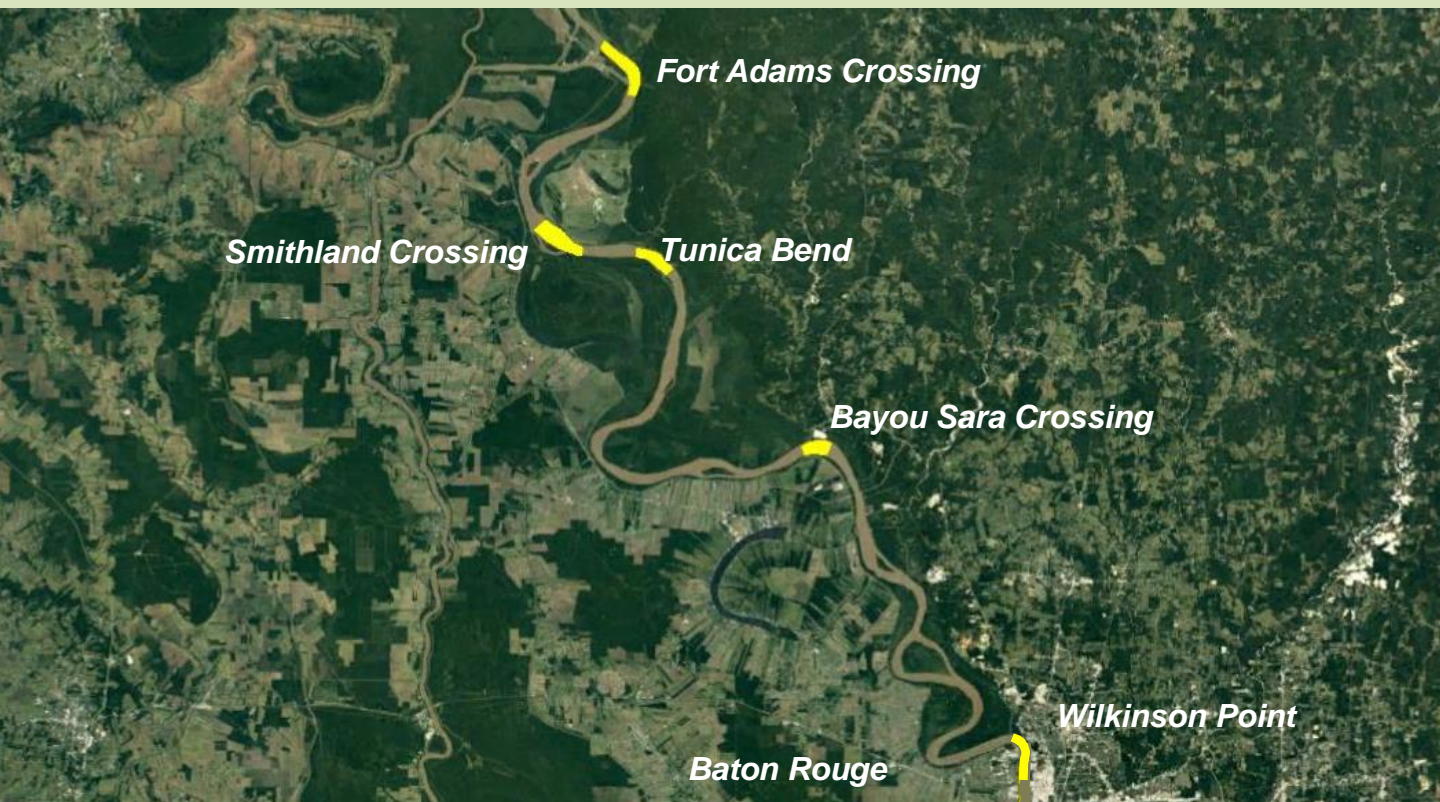 Fort Adams Crossing
Smithland Crossing
Tunica Bend
Bayou Sara Crossing
Wilkinson Point
Baton Rouge